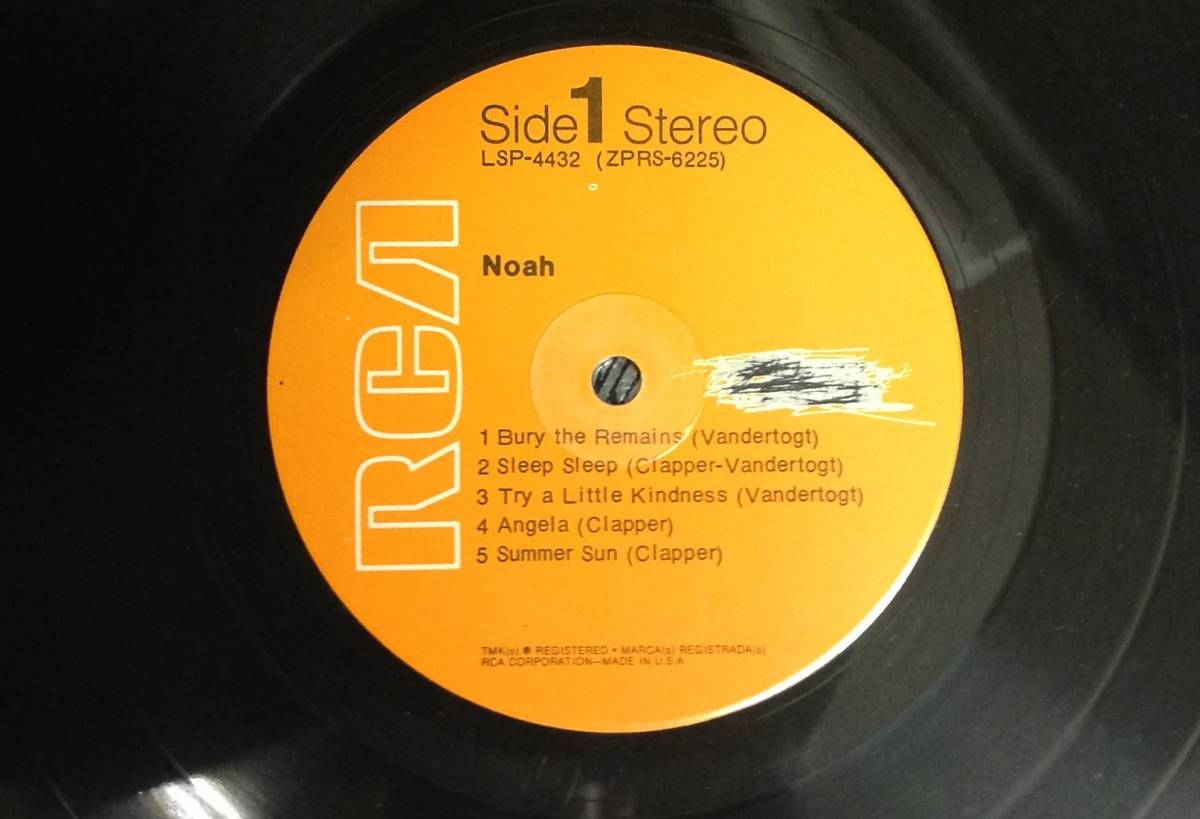 Side 1 Stereo
LSP-4432 (ZPRS-6225)
RCA
Noah
1 Bury the Remains (Vandertogt)
2 Sleep Sleep (Clapper-Vandertogt)
3 Try a Little Kindness (Vandertogt)
4 Angela (Clapper)
5 Summer Sun (Clapper)
TMK(s) ® REGISTERED • MARCA(s) REGISTRADA(s)
RCA CORPORATION—MADE IN U.S.A.